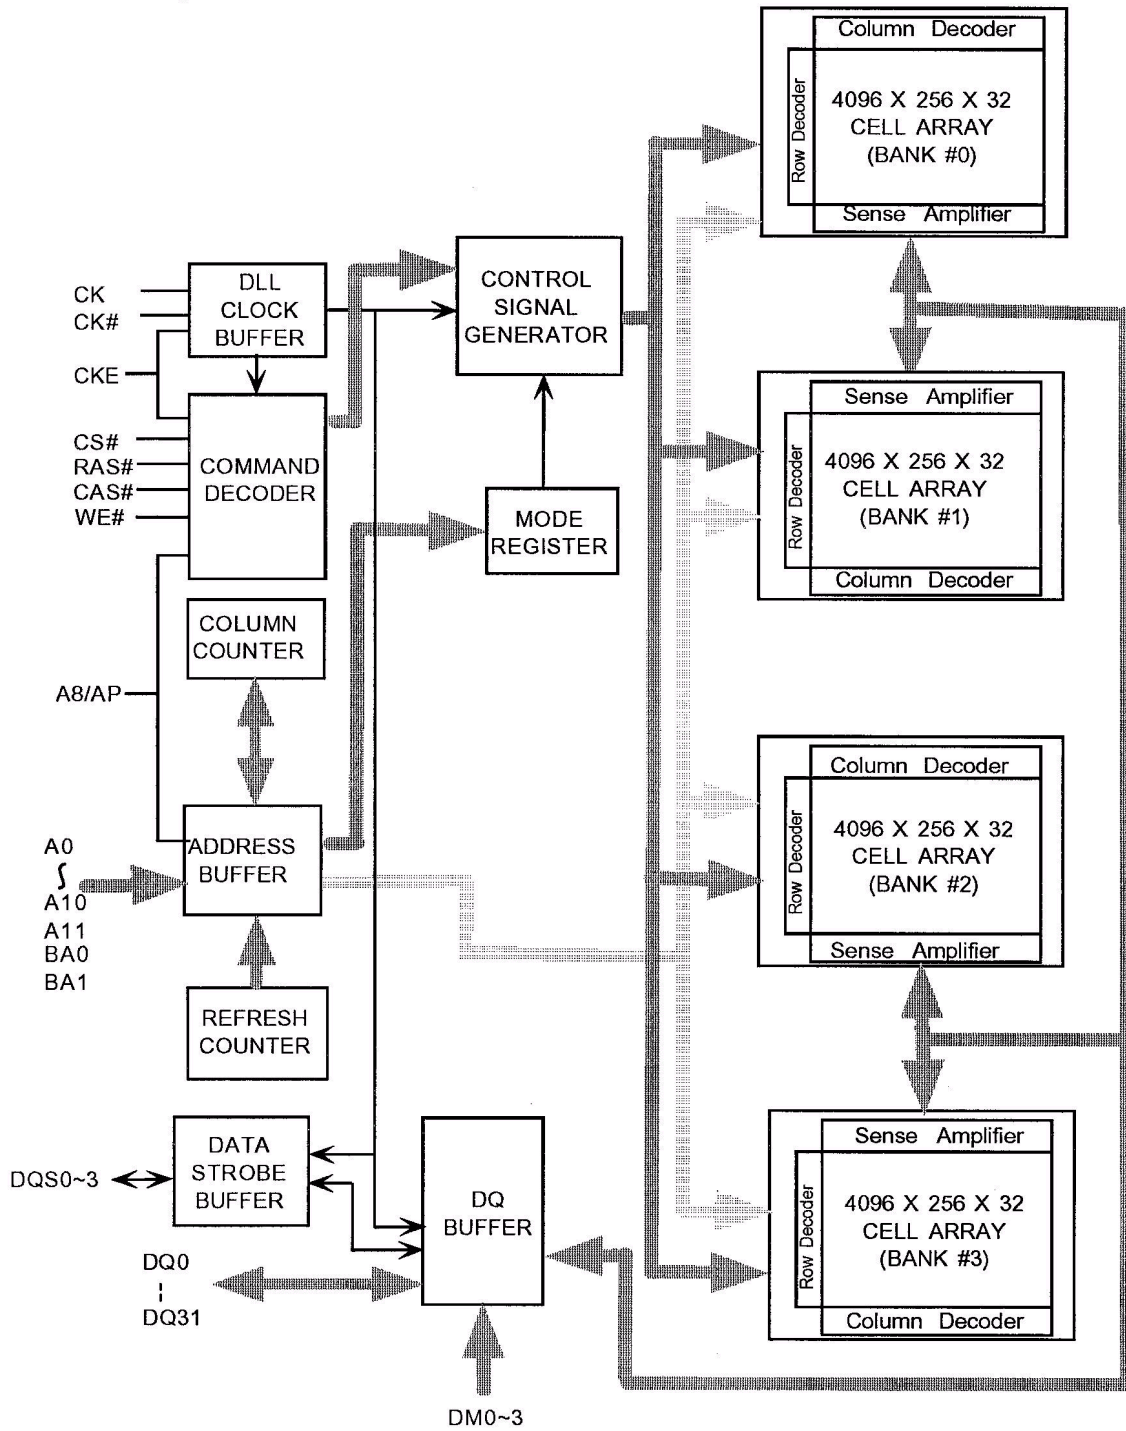 CK
CK#
CKE
CS#
RAS#
CAS#
WE#
A8/AP
A0
A10
A11
BA0
BA1
DQS0~3
DQ0
DQ31
DM0~3
DLL
CLOCK
BUFFER
COMMAND
DECODER
COLUMN
COUNTER
ADDRESS
BUFFER
REFRESH
COUNTER
DATA
STROBE
BUFFER
DQ
BUFFER
CONTROL
SIGNAL
GENERATOR
MODE
REGISTER
Column Decoder
Row Decoder
4096 X 256 X 32
CELL ARRAY
(BANK #0)
Sense Amplifier
Sense Amplifier
Row Decoder
4096 X 256 X 32
CELL ARRAY
(BANK #1)
Column Decoder
Column Decoder
Row Decoder
4096 X 256 X 32
CELL ARRAY
(BANK #2)
Sense Amplifier
Sense Amplifier
Row Decoder
4096 X 256 X 32
CELL ARRAY
(BANK #3)
Column Decoder